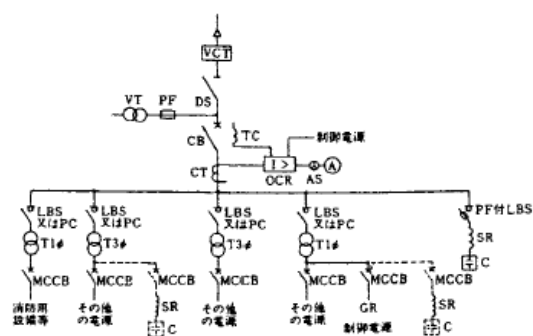 VCT
VT PF DS
CB TC 制御電源
CT I> A
OCR AS
LBS
又はPC
LBS
又はPC
LBS
又はPC
LBS
又はPC
PF付LBS
T1φ T3φ T3φ T1φ SR
MCCB MCCB MCCB MCCB MCCB MCCB MCCB C
消防用
設備等
その他
の電源
SR
C
その他
の電源
その他
の電源
GR
制御電源
SR
C